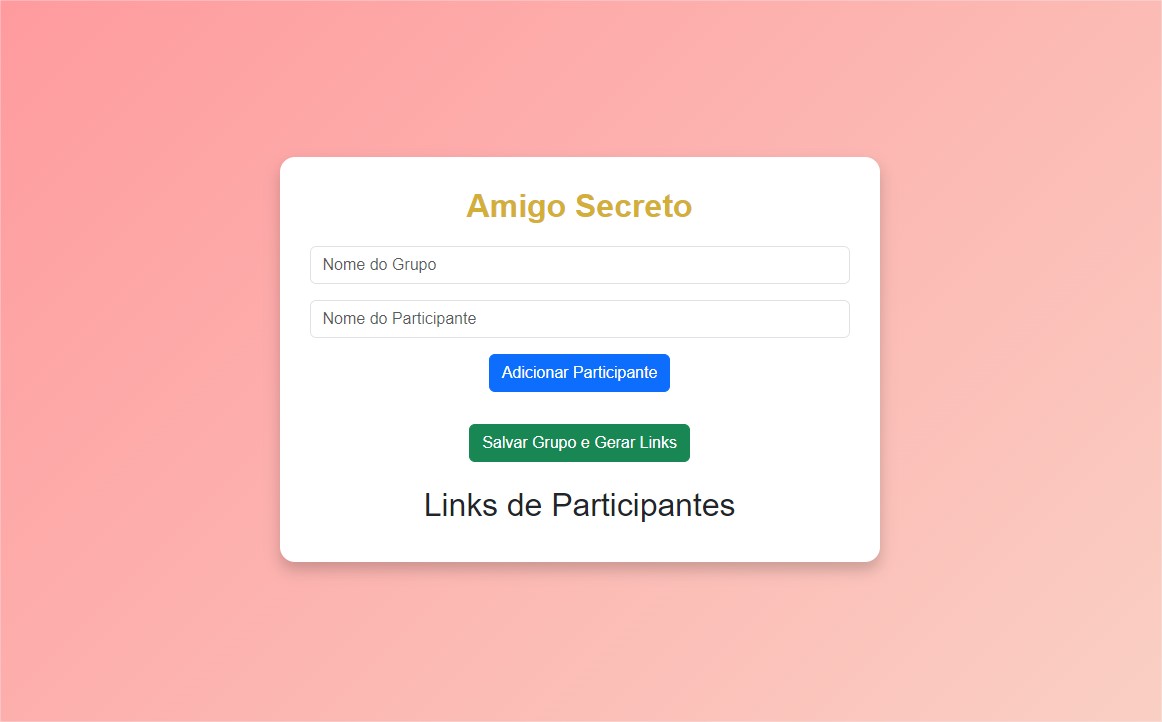 Amigo Secreto
Nome do Grupo
Nome do Participante
Adicionar Participante
Salvar Grupo e Gerar Links
Links de Participantes